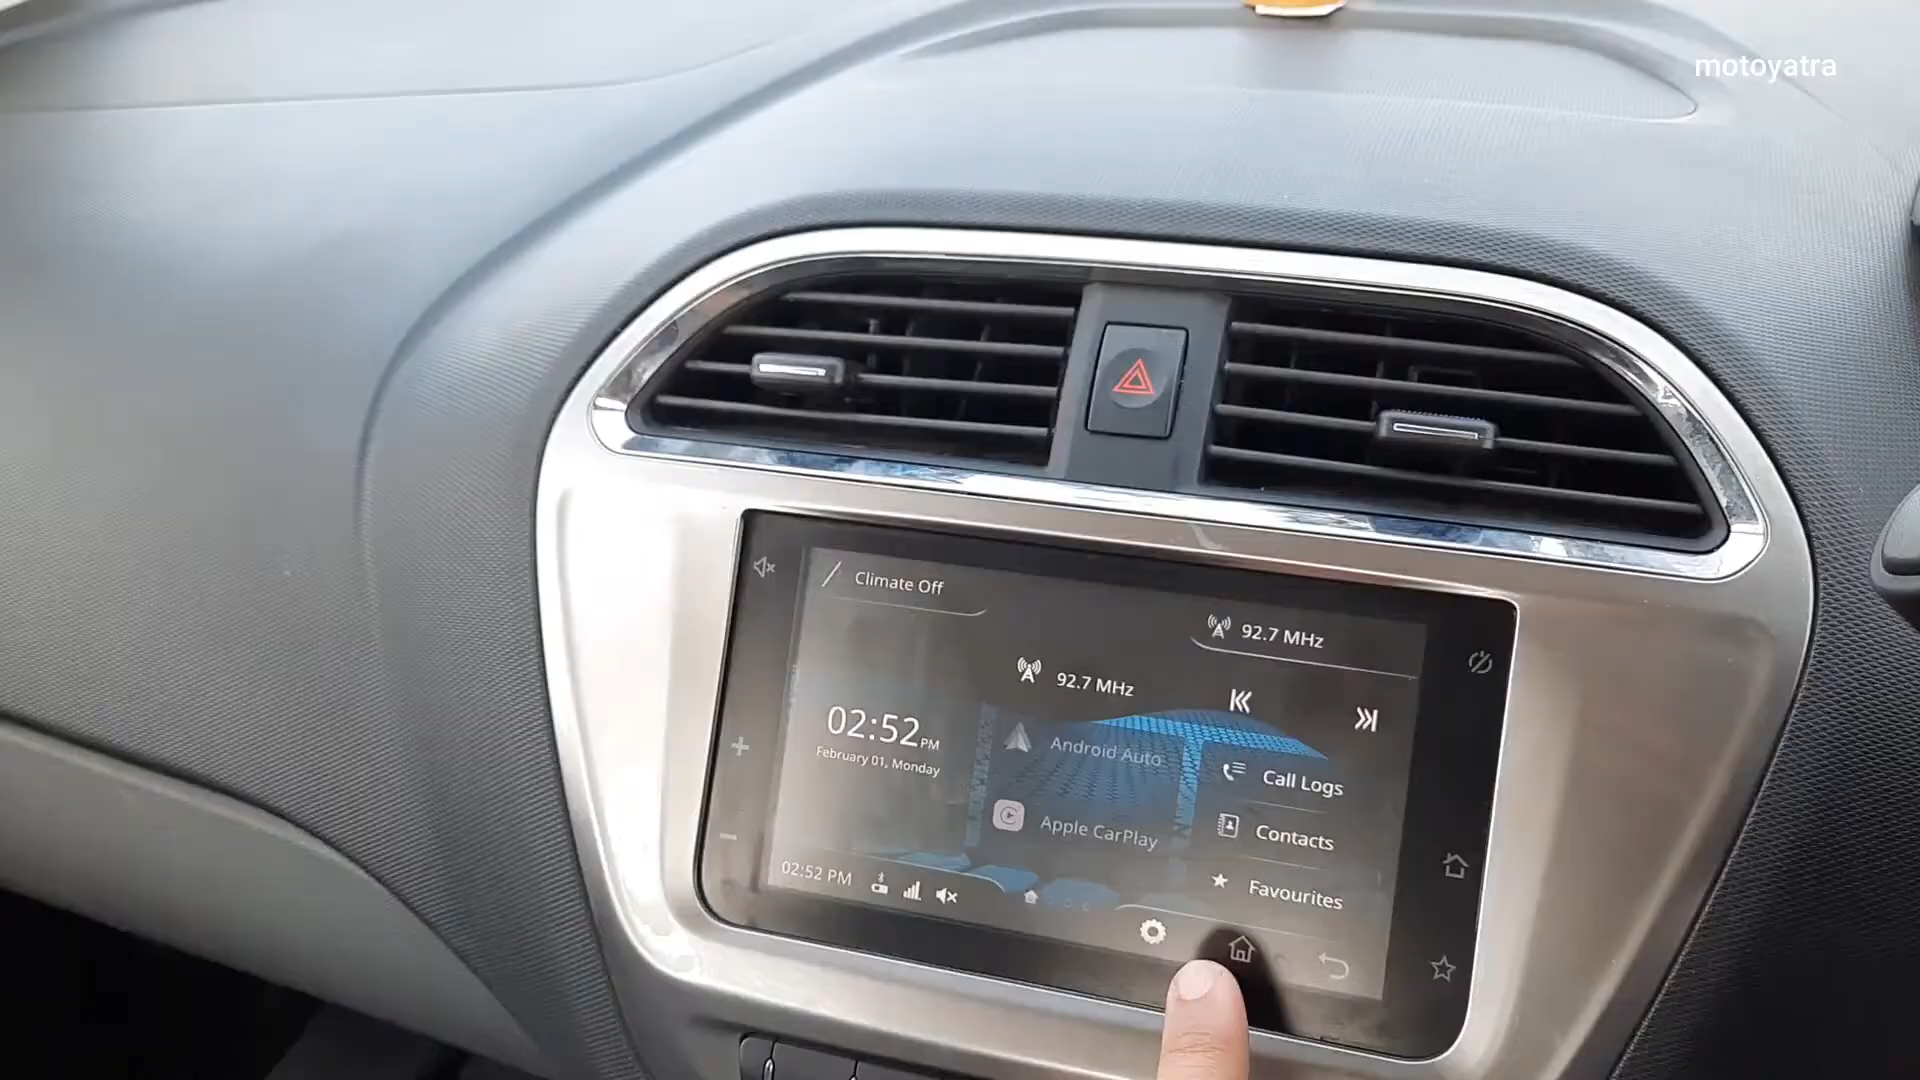 motoyatra
Climate Off
92.7 MHz
92.7 MHz
02:52 PM
February 01, Monday
Android Auto
Call Logs
Apple CarPlay
Contacts
02:52 PM
Favourites